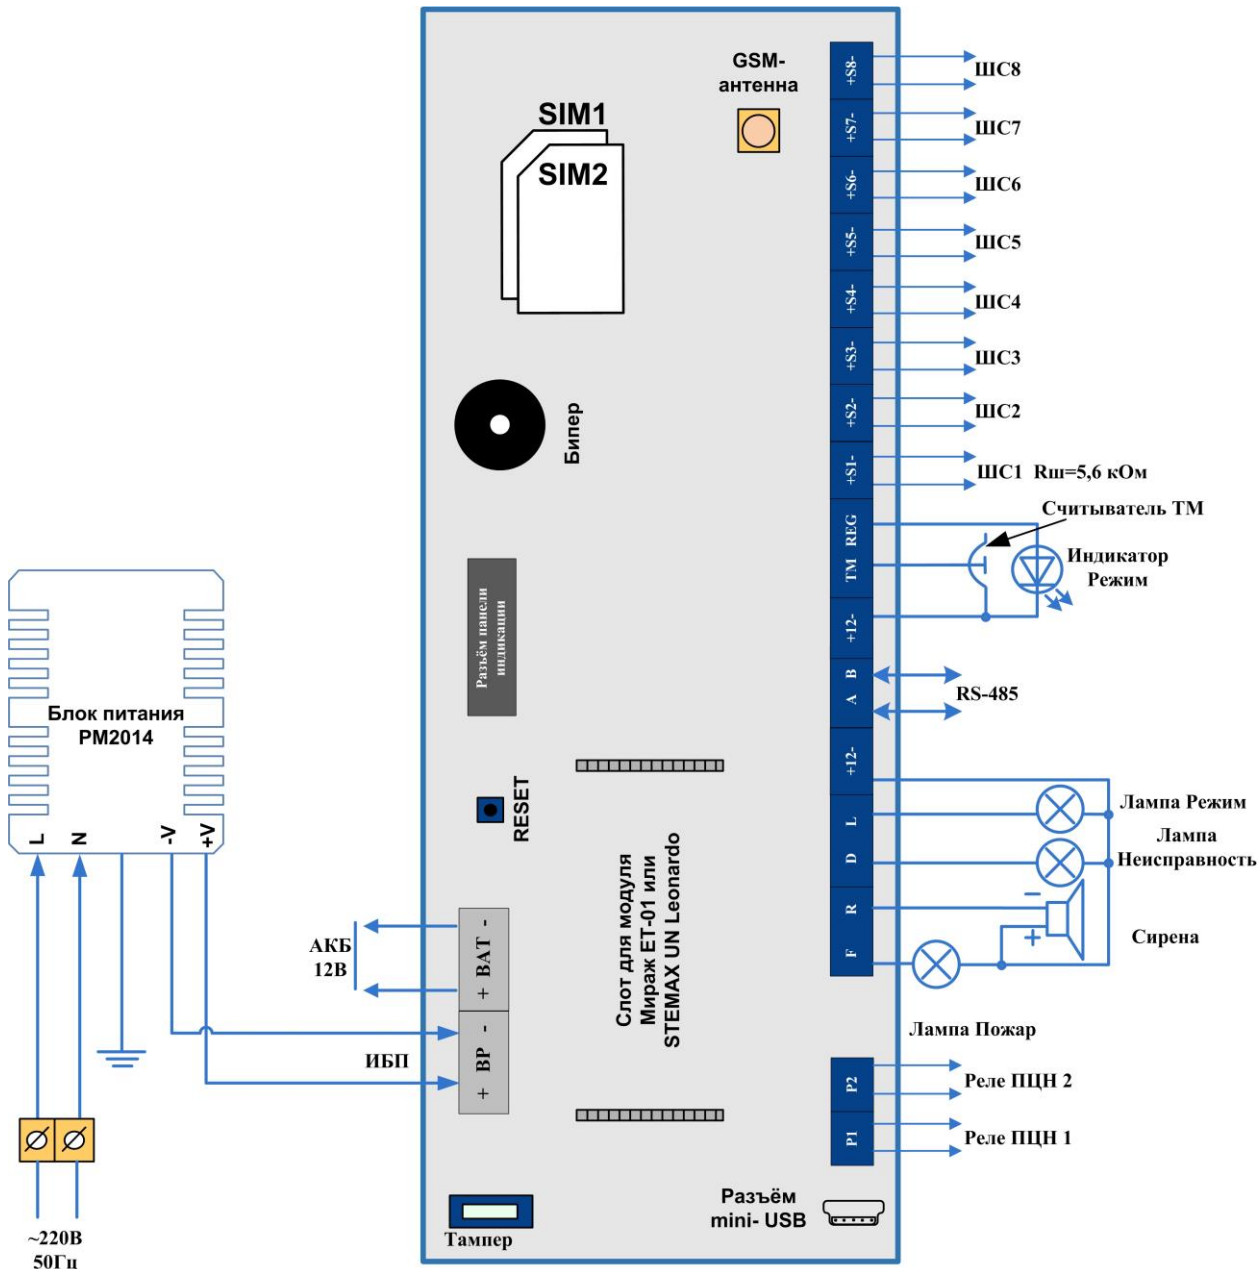 GSM-
антенна
SIM1
SIM2
+S8-
ШС8
+S7-
ШС7
+S6-
ШС6
+S5-
ШС5
+S4-
ШС4
+S3-
ШС3
+S2-
ШС2
+S1-
ШС1 Rш=5,6 кОм
Бипер
Считыватель ТМ
REG
TM
Индикатор
Режим
+12-
Разъём панели
индикации
B
A
RS-485
+12-
Блок питания
PM2014
L
N
-V
+V
RESET
L
Лампа Режим
D
Лампа
Неисправность
R
–
+
Сирена
F
Лампа Пожар
Слот для модуля
Мираж ET-01 или
STEMAX UN Leonardo
АКБ
12В
+ BAT -
ИБП
+ BP -
P2
Реле ПЦН 2
P1
Реле ПЦН 1
~220В
50Гц
Тампер
Разъём
mini- USB